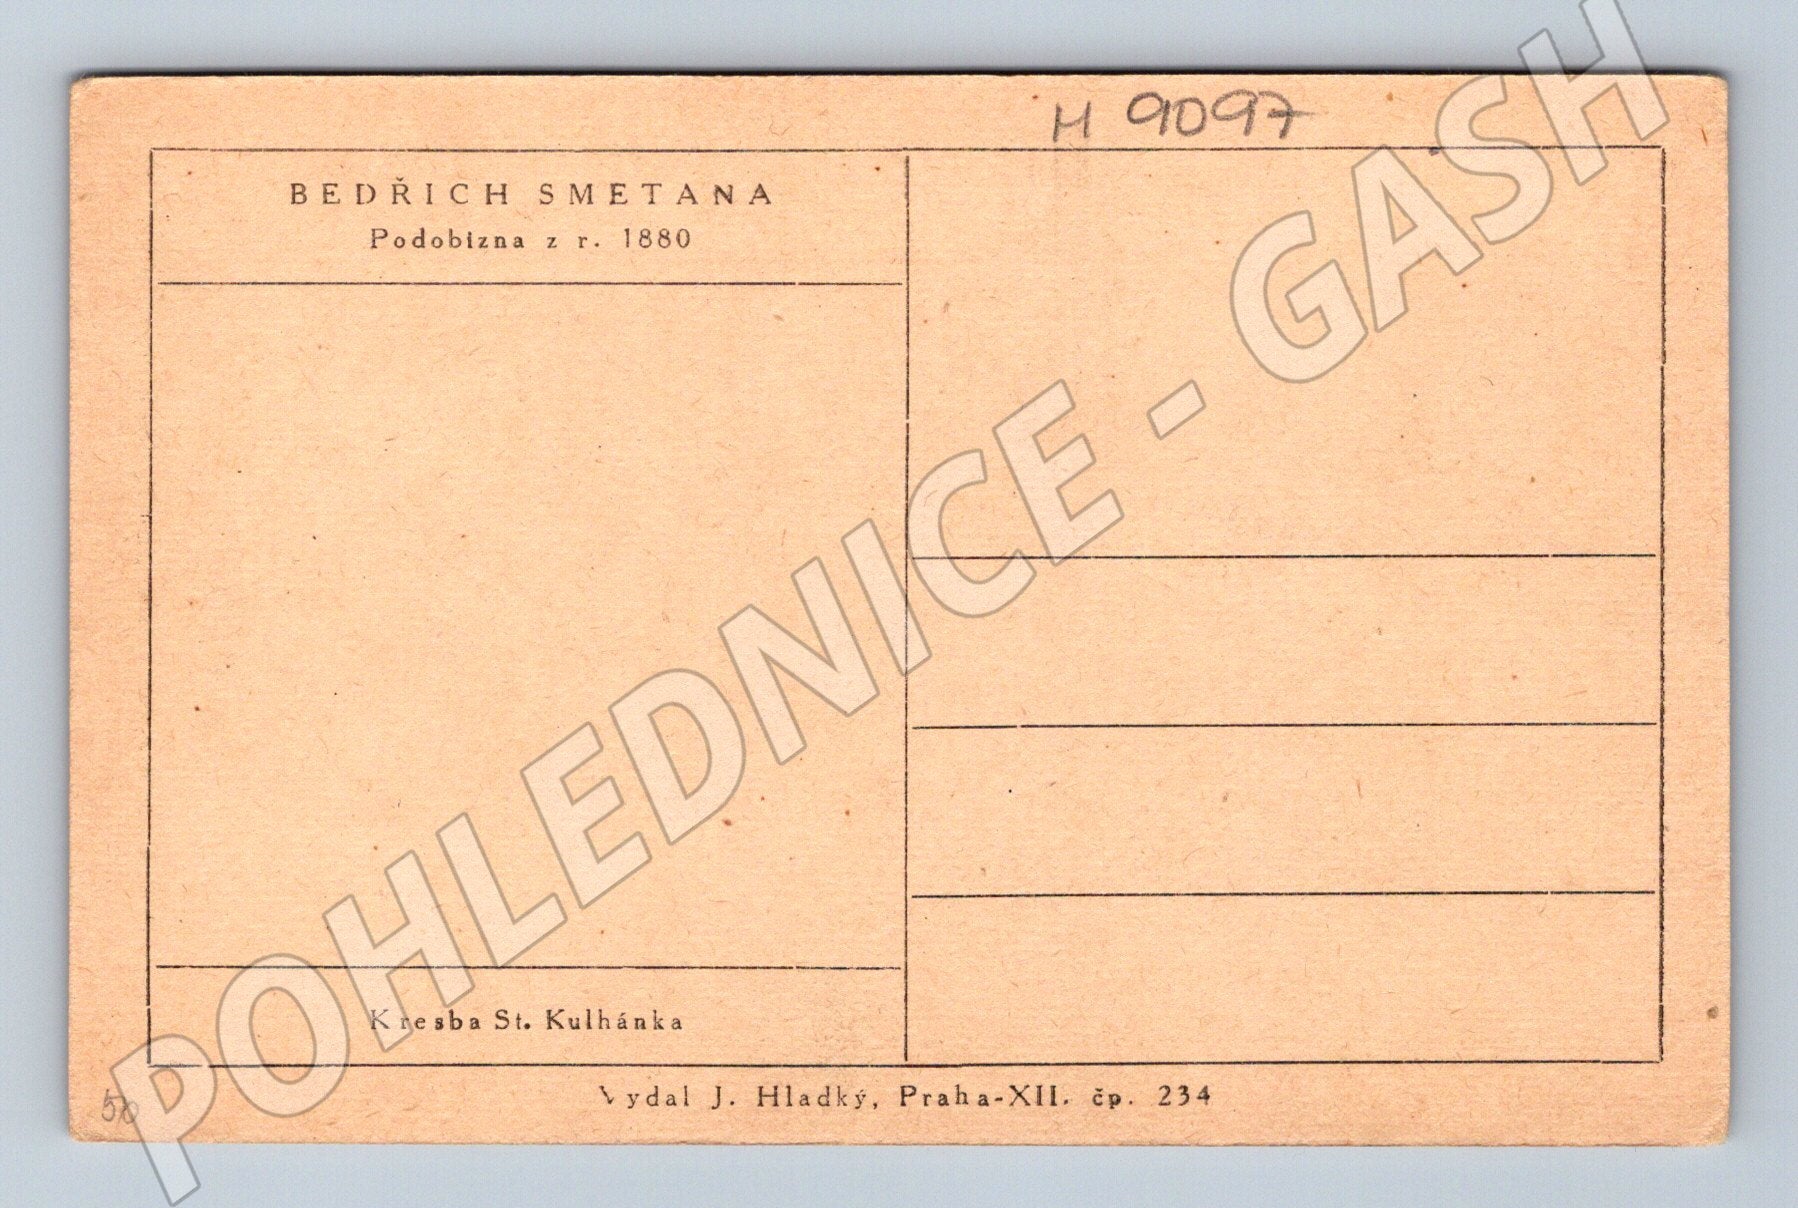 H 9097
BEDŘICH SMETANA
Podobizna z r. 1880
Kresba St. Kulhánka
Vydal J. Hladký, Praha-XII. čp. 234
50
POHLEDNICE - GASH